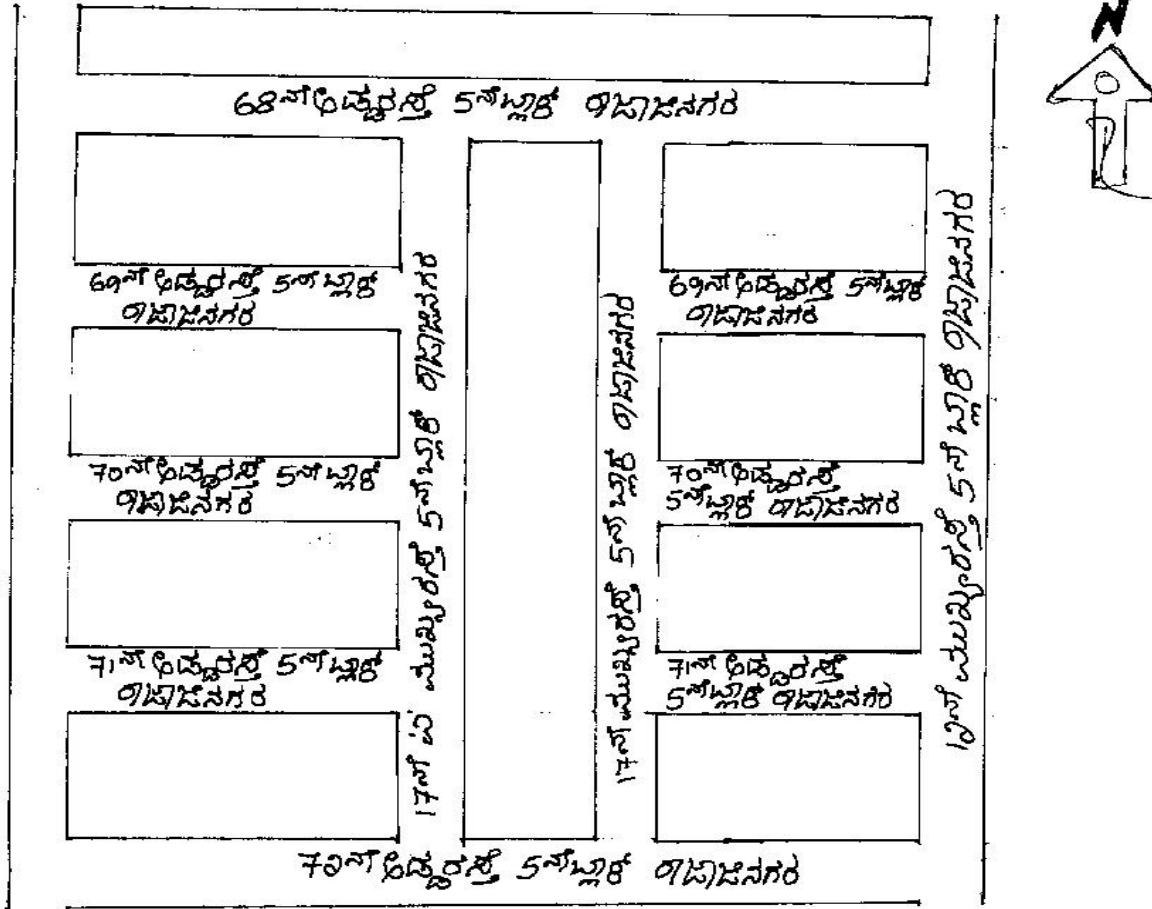 N
68ನೇ ಅಡ್ಡರಸ್ತೆ 5ನೇ ಬ್ಲಾಕ್ ರಾಜಾಜಿನಗರ
69ನೇ ಅಡ್ಡರಸ್ತೆ 5ನೇ ಬ್ಲಾಕ್
ರಾಜಾಜಿನಗರ
69ನೇ ಅಡ್ಡರಸ್ತೆ 5ನೇ ಬ್ಲಾಕ್
ರಾಜಾಜಿನಗರ
70ನೇ ಅಡ್ಡರಸ್ತೆ 5ನೇ ಬ್ಲಾಕ್
ರಾಜಾಜಿನಗರ
70ನೇ ಅಡ್ಡರಸ್ತೆ
5ನೇ ಬ್ಲಾಕ್ ರಾಜಾಜಿನಗರ
71ನೇ ಅಡ್ಡರಸ್ತೆ 5ನೇ ಬ್ಲಾಕ್
ರಾಜಾಜಿನಗರ
71ನೇ ಅಡ್ಡರಸ್ತೆ
5ನೇ ಬ್ಲಾಕ್ ರಾಜಾಜಿನಗರ
17ನೇ ಮುಖ್ಯರಸ್ತೆ 5ನೇ ಬ್ಲಾಕ್ ರಾಜಾಜಿನಗರ
17ನೇ ಮುಖ್ಯರಸ್ತೆ 5ನೇ ಬ್ಲಾಕ್ ರಾಜಾಜಿನಗರ
ಮುಖ್ಯರಸ್ತೆ 5ನೇ ಬ್ಲಾಕ್ ರಾಜಾಜಿನಗರ
72ನೇ ಅಡ್ಡರಸ್ತೆ 5ನೇ ಬ್ಲಾಕ್ ರಾಜಾಜಿನಗರ